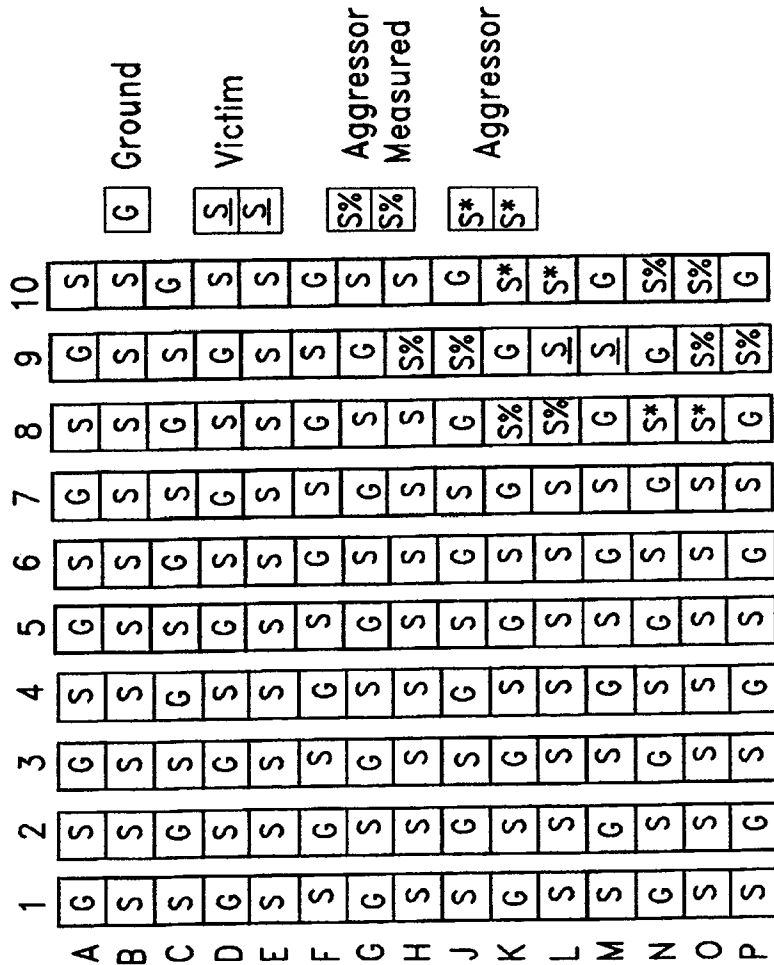 1 2 3 4 5 6 7 8 9 10
A G S G S G S G S G S
B S S S S S S S S S S
C S G S G S G S G S G
D G S G S G S G S G S
E S S S S S S S S S S
F S G S G S G S G S G
G G S G S G S G S G S
H S S S S S S S S S% S
J S G S G S G S G S% G
K G S G S G S G S% G S*
L S S S S S S S S% S S*
M S G S G S G S G S G
N G S G S G S G S* G S%
O S S S S S S S S* S% S%
P S G S G S G S G S% G
G Ground
S S Victim
S% S% Aggressor
Measured
S* S* Aggressor